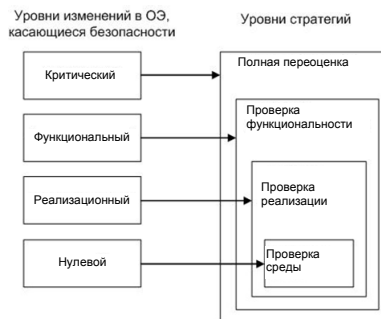 Уровни изменений в ОЭ,
касающиеся безопасности
Уровни стратегий
Критический
Полная переоценка
Функциональный
Проверка
функциональности
Реализационный
Проверка
реализации
Нулевой
Проверка
среды